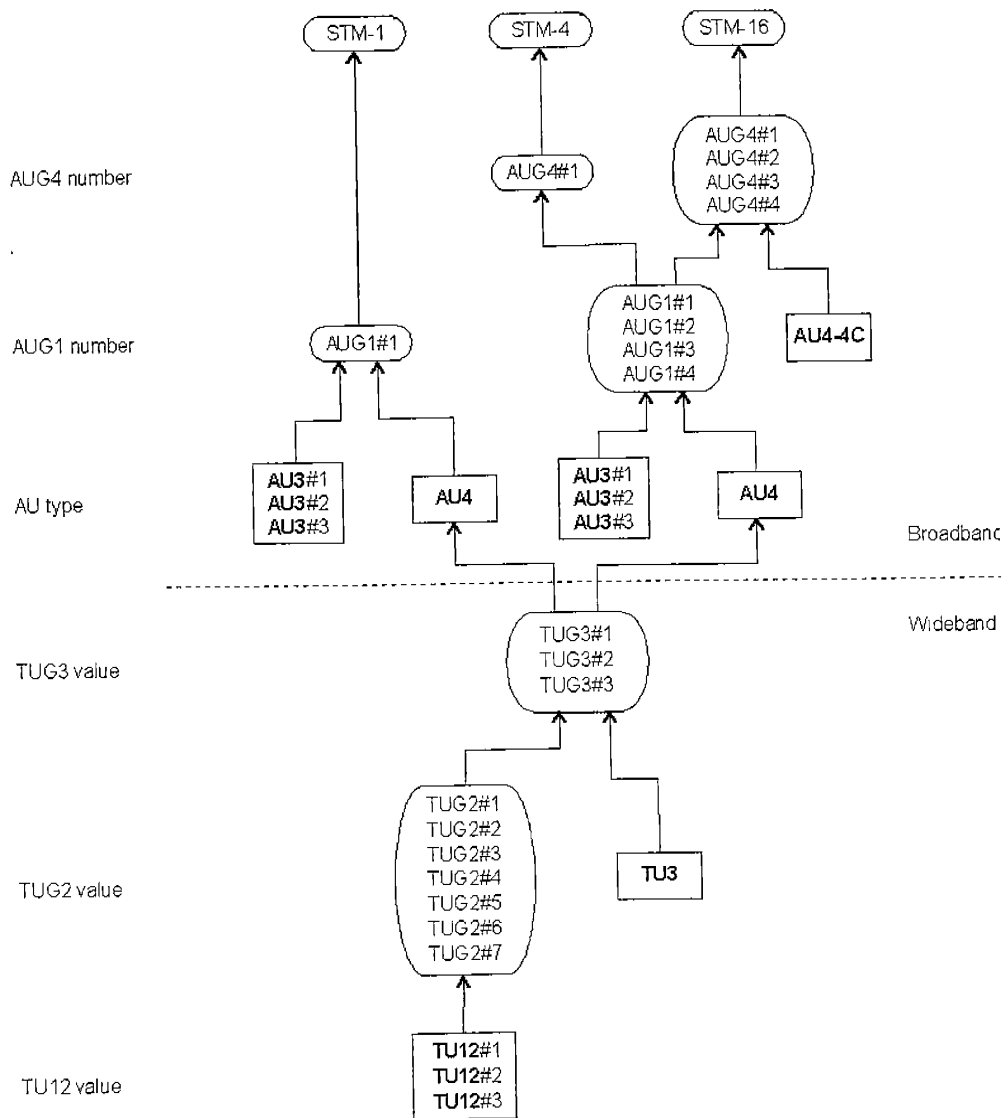 STM-1
STM-4
STM-16
AUG4 number
AUG4#1
AUG4#1
AUG4#2
AUG4#3
AUG4#4
AUG1 number
AUG1#1
AUG1#1
AUG1#2
AUG1#3
AUG1#4
AU4-4C
AU type
AU3#1
AU3#2
AU3#3
AU4
AU3#1
AU3#2
AU3#3
AU4
Broadband
Wideband
TUG3 value
TUG3#1
TUG3#2
TUG3#3
TUG2 value
TUG2#1
TUG2#2
TUG2#3
TUG2#4
TUG2#5
TUG2#6
TUG2#7
TU3
TU12 value
TU12#1
TU12#2
TU12#3